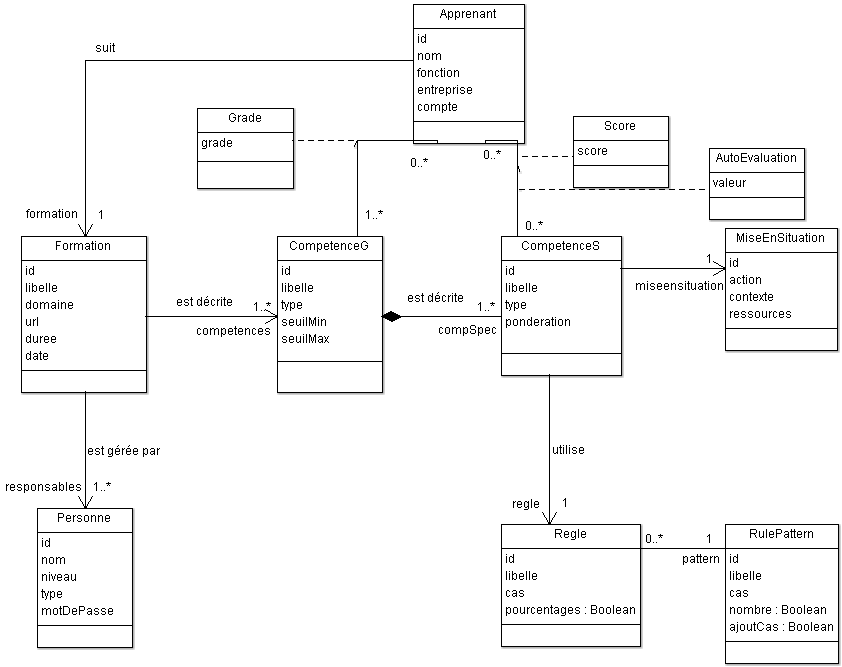 Apprenant
id
nom
fonction
entreprise
compte
suit
Grade
grade
Score
score
AutoEvaluation
valeur
0..*
0..*
formation
1
1..*
0..*
Formation
id
libelle
domaine
url
duree
date
CompetenceG
id
libelle
type
seuilMin
seuilMax
CompetenceS
id
libelle
type
ponderation
MiseEnSituation
id
action
contexte
ressources
est décrite
1..*
competences
est décrite
1..*
compSpec
1
miseensituation
est gérée par
responsables
1..*
utilise
regle
1
Personne
id
nom
niveau
type
motDePasse
Regle
id
libelle
cas
pourcentages : Boolean
0..*
1
pattern
RulePattern
id
libelle
cas
nombre : Boolean
ajoutCas : Boolean